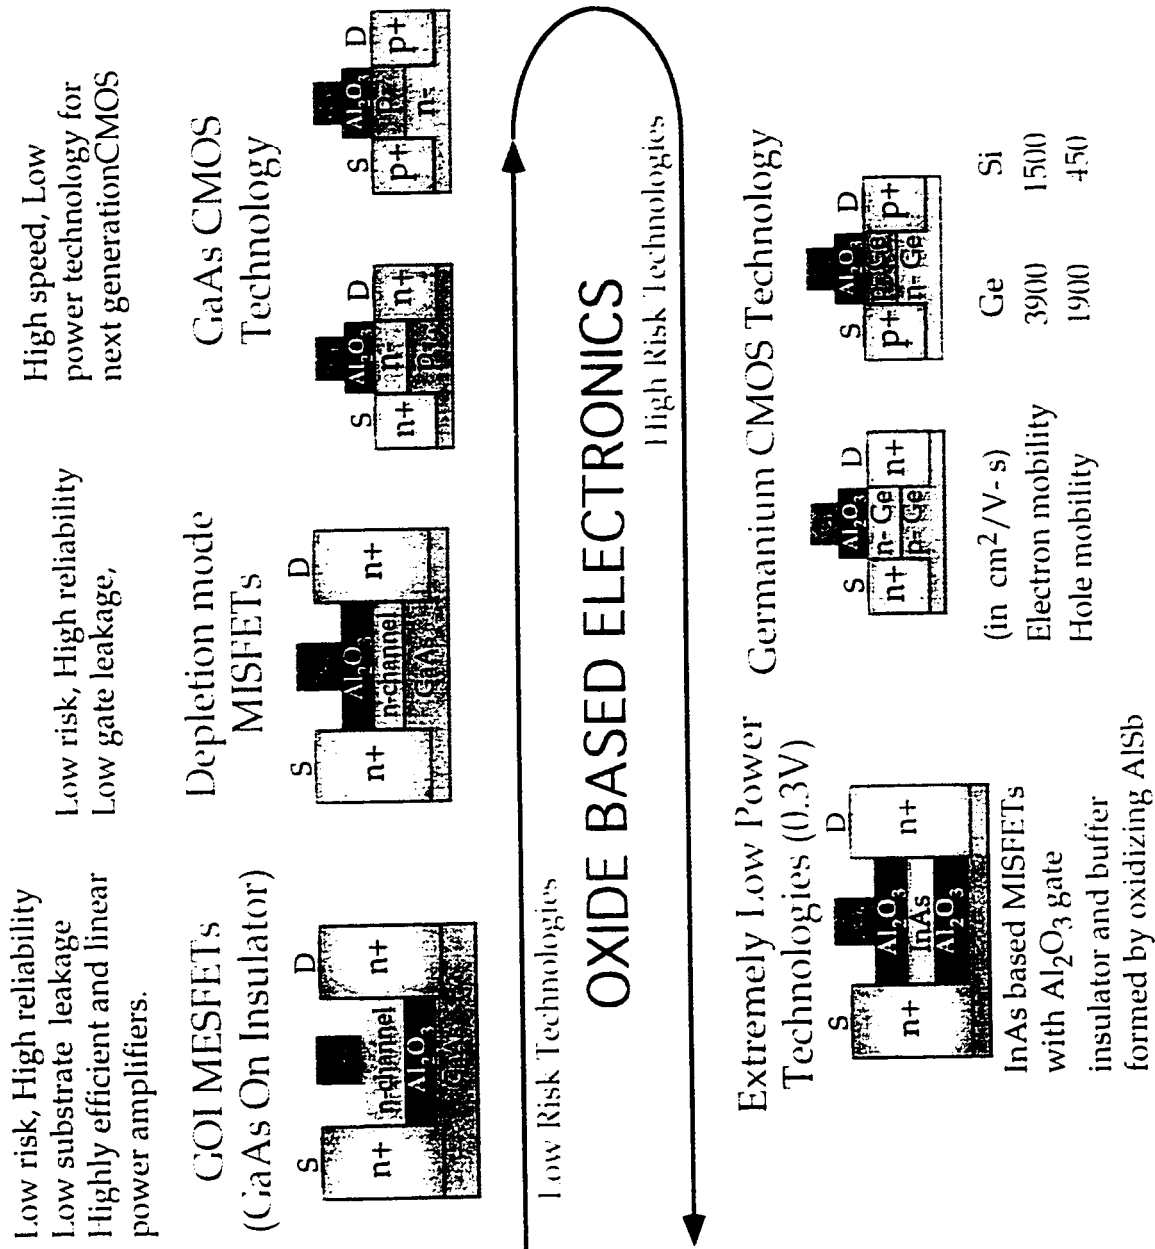 Low risk, High reliability
Low substrate leakage
Highly efficient and linear
power amplifiers.
GOI MESFETs
(GaAs On Insulator)
S
D
n+
n+
n-channel
Al2O3
GaAs
Low risk, High reliability
Low gate leakage,
Depletion mode
MISFETs
S
D
n+
n+
Al2O3
n-channel
GaAs
High speed, Low
power technology for
next generationCMOS
GaAs CMOS
Technology
S
D
n+
n+
Al2O3
n-
S
D
p+
p+
Al2O3
n-
Low Risk Technologies
OXIDE BASED ELECTRONICS
High Risk Technologies
Extremely Low Power
Technologies (0.3V)
S
D
n+
n+
Al2O3
InAs
Al2O3
InAs based MISFETs
with Al2O3 gate
insulator and buffer
formed by oxidizing AlSb
Germanium CMOS Technology
S
D
n+
n+
Al2O3
n- Ge
p- Ge
S
D
p+
p+
Al2O3
p- Ge
n- Ge
(in cm2/V-s) Ge Si
Electron mobility 3900 1500
Hole mobility 1900 450